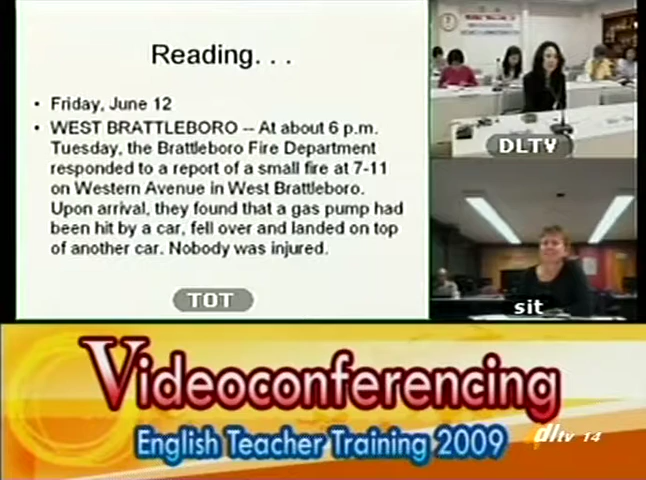 Reading. . .
• Friday, June 12
• WEST BRATTLEBORO -- At about 6 p.m.
Tuesday, the Brattleboro Fire Department
responded to a report of a small fire at 7-11
on Western Avenue in West Brattleboro.
Upon arrival, they found that a gas pump had
been hit by a car, fell over and landed on top
of another car. Nobody was injured.
TOT
DLTV
sit
Videoconferencing
English Teacher Training 2009
dltv 14